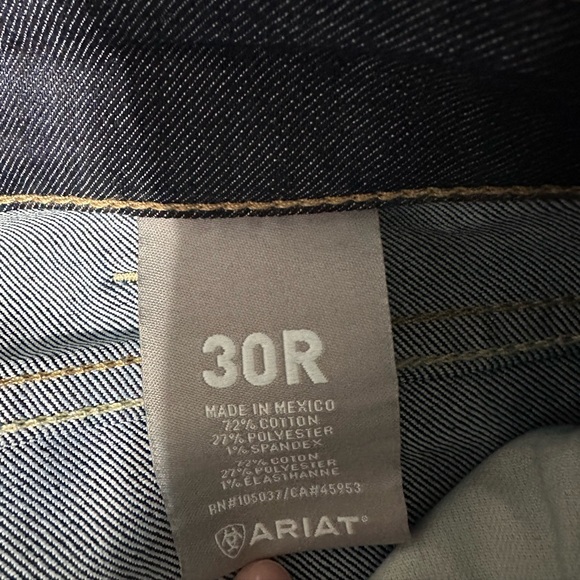 30R
MADE IN MEXICO
72% COTTON
27% POLYESTER
1% SPANDEX
72% COTON
27% POLYESTER
1% ELASTHANNE
RN#105037/CA#45953
ARIAT®